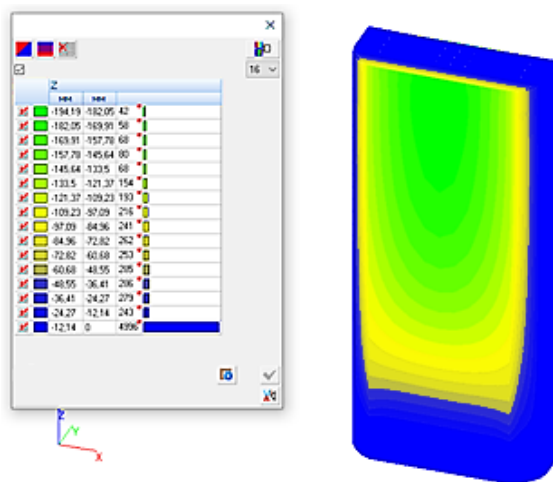 16
Z
мм мм
-194,19 -182,05 42
-182,05 -169,91 58
-169,91 -157,78 68
-157,78 -145,64 80
-145,64 -133,5 68
-133,5 -121,37 154
-121,37 -109,23 193
-109,23 -97,09 216
-97,09 -84,96 241
-84,96 -72,82 262
-72,82 -60,68 253
-60,68 -48,55 285
-48,55 -36,41 286
-36,41 -24,27 279
-24,27 -12,14 243
-12,14 0 4996
Z
Y
X